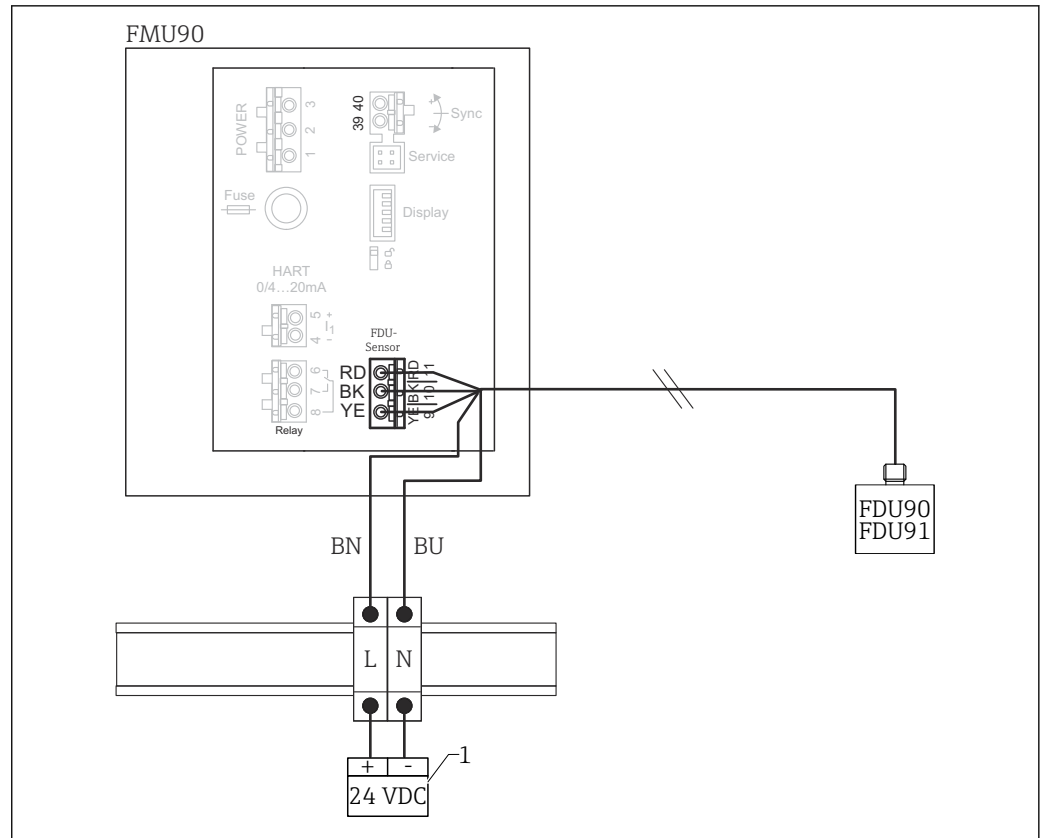 FMU90
POWER
3
2
1
39 40
+
-
Sync
Service
Fuse
Display
HART
0/4...20mA
5 +
4 -
I1
FDU-
Sensor
6
7
8
Relay
RD
BK
YE
RD 11
BK 10
YE 9
FDU90
FDU91
BN
BU
L
N
+
-
1
24 VDC